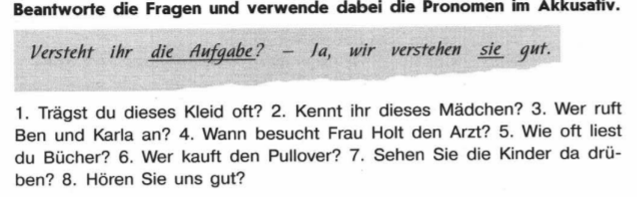 Beantworte die Fragen und verwende dabei die Pronomen im Akkusativ.
Versteht ihr die Aufgabe? – Ja, wir verstehen sie gut.
1. Trägst du dieses Kleid oft? 2. Kennt ihr dieses Mädchen? 3. Wer ruft
Ben und Karla an? 4. Wann besucht Frau Holt den Arzt? 5. Wie oft liest
du Bücher? 6. Wer kauft den Pullover? 7. Sehen Sie die Kinder da drü-
ben? 8. Hören Sie uns gut?